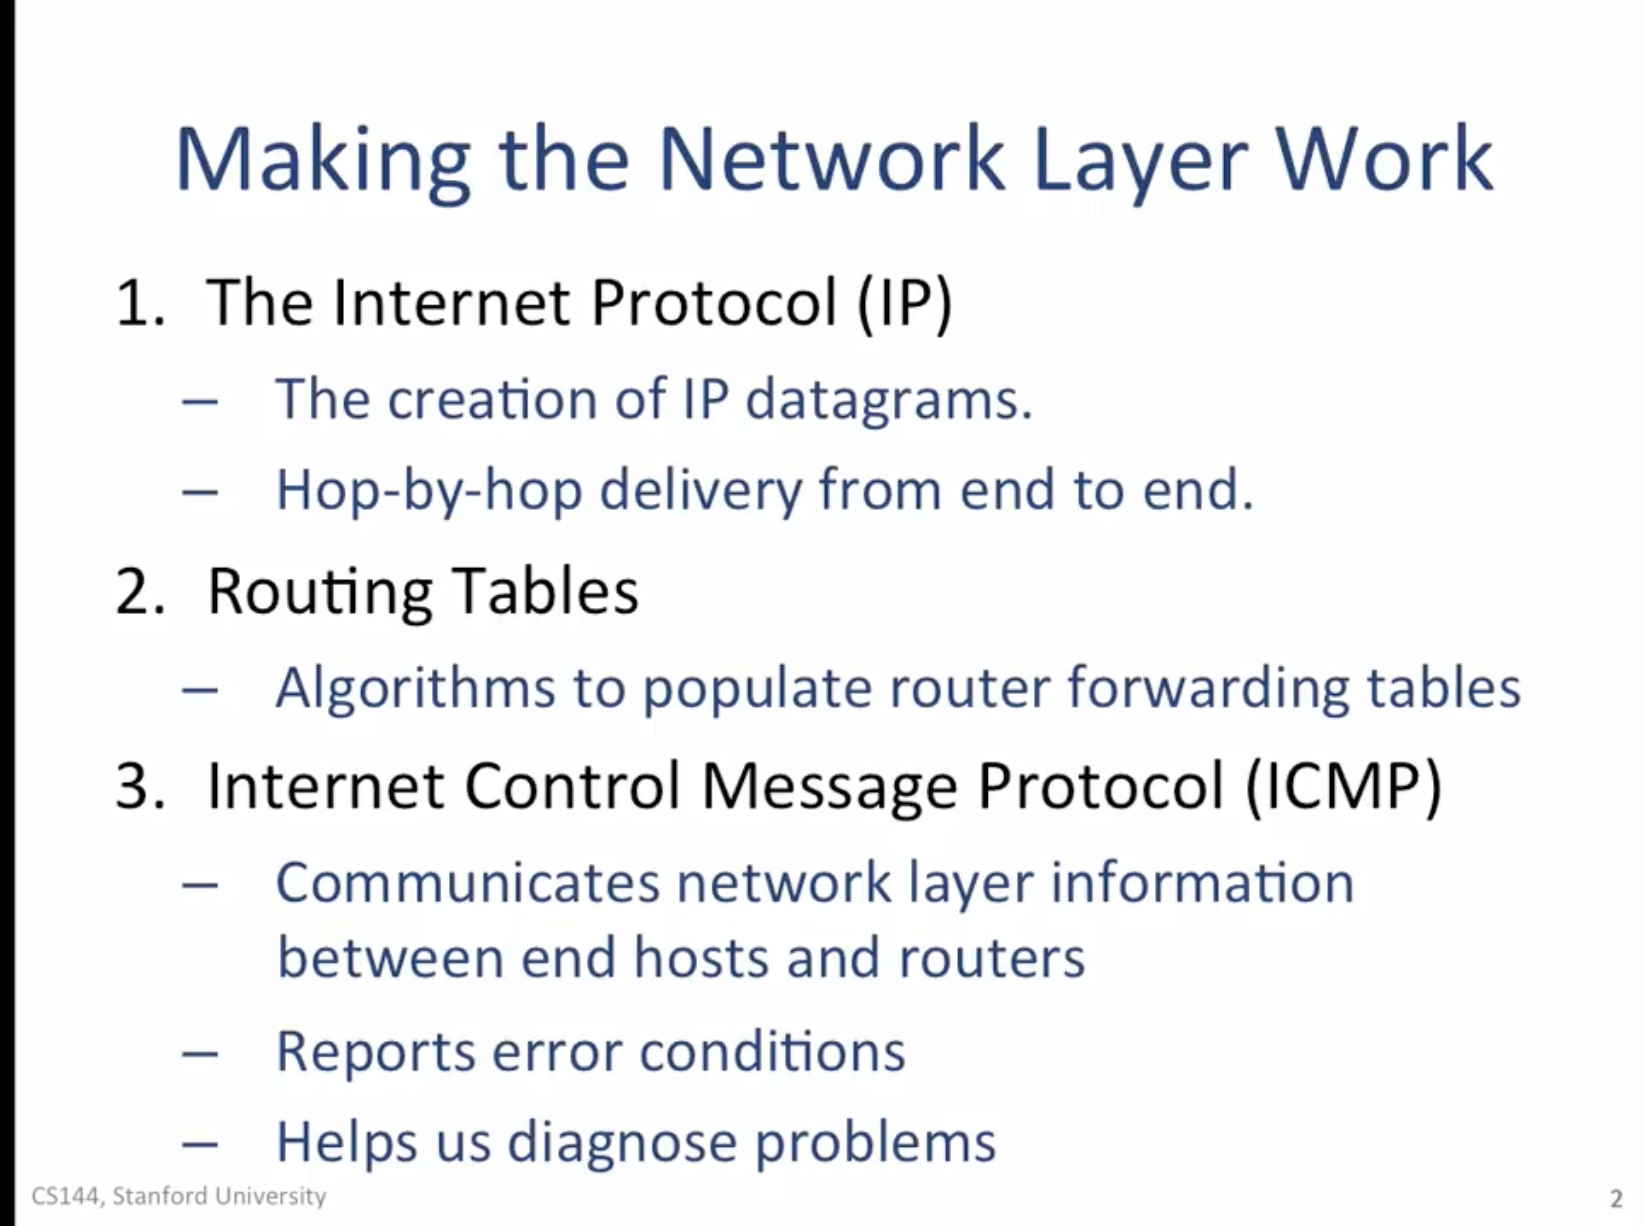 Making the Network Layer Work
1. The Internet Protocol (IP)
– The creation of IP datagrams.
– Hop-by-hop delivery from end to end.
2. Routing Tables
– Algorithms to populate router forwarding tables
3. Internet Control Message Protocol (ICMP)
– Communicates network layer information
between end hosts and routers
– Reports error conditions
– Helps us diagnose problems
CS144, Stanford University
2